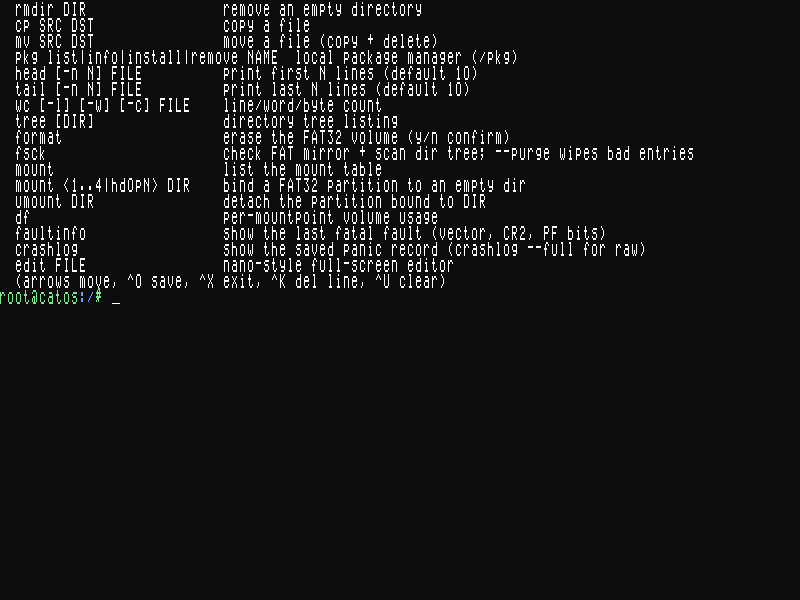 rmdir DIR                 remove an empty directory
cp SRC DST                copy a file
mv SRC DST                move a file (copy + delete)
pkg list|info|install|remove NAME  local package manager (/pkg)
head [-n N] FILE          print first N lines (default 10)
tail [-n N] FILE          print last N lines (default 10)
wc [-l] [-w] [-c] FILE    line/word/byte count
tree [DIR]                directory tree listing
format                    erase the FAT32 volume (y/n confirm)
fsck                      check FAT mirror + scan dir tree; --purge wipes bad entries
mount                     list the mount table
mount <1..4|hd0pN> DIR    bind a FAT32 partition to an empty dir
umount DIR                detach the partition bound to DIR
df                        per-mountpoint volume usage
faultinfo                 show the last fatal fault (vector, CR2, PF bits)
crashlog                  show the saved panic record (crashlog --full for raw)
edit FILE                 nano-style full-screen editor
(arrows move, ^O save, ^X exit, ^K del line, ^U clear)
root@catos:/# _